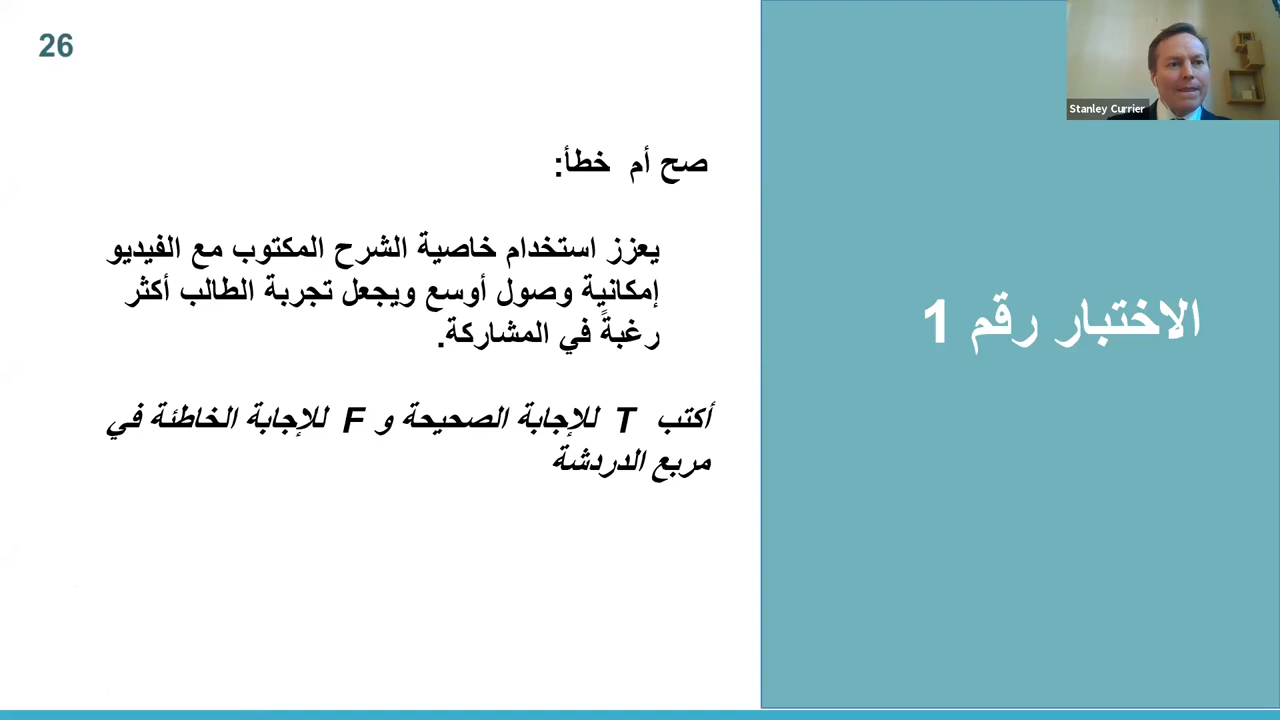 26
Stanley Currier
الاختبار رقم 1
صح أم خطأ:
يعزز استخدام خاصية الشرح المكتوب مع الفيديو
إمكانية وصول أوسع ويجعل تجربة الطالب أكثر
رغبةً في المشاركة.
أكتب T للإجابة الصحيحة و F للإجابة الخاطئة في
مربع الدردشة